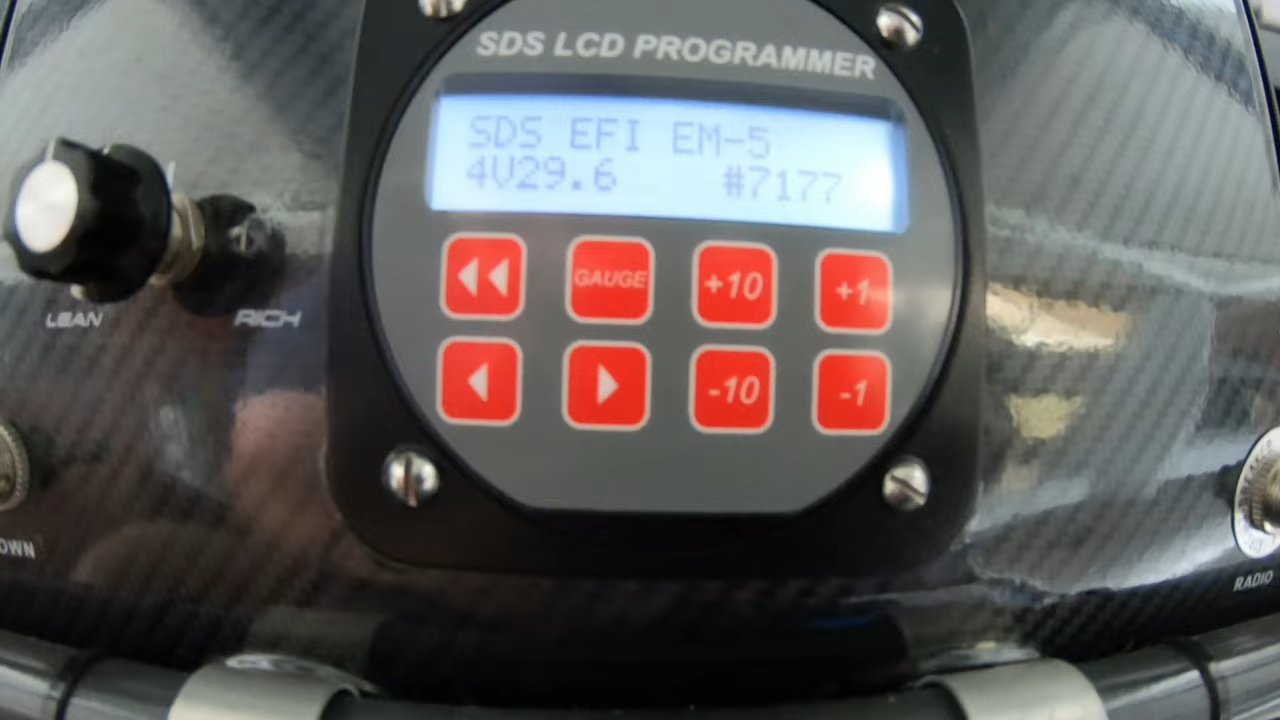 SDS LCD PROGRAMMER
SDS EFI EM-5
4V29.6 #7177
GAUGE +10 +1
-10 -1
LEAN RICH
OWN
RADIO